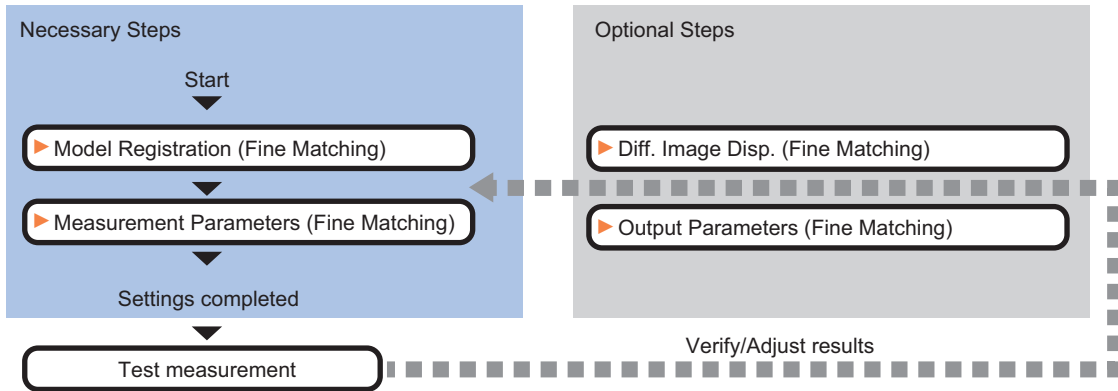 Necessary Steps
Start
Model Registration (Fine Matching)
Measurement Parameters (Fine Matching)
Settings completed
Test measurement
Optional Steps
Diff. Image Disp. (Fine Matching)
Output Parameters (Fine Matching)
Verify/Adjust results